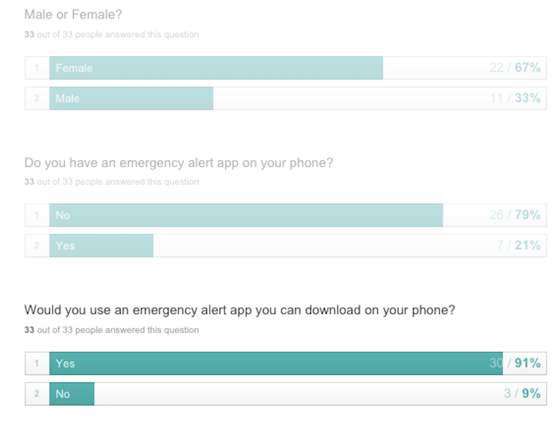 Male or Female?
33 out of 33 people answered this question
1 Female 22 / 67%
2 Male 11 / 33%
Do you have an emergency alert app on your phone?
33 out of 33 people answered this question
1 No 26 / 79%
2 Yes 7 / 21%
Would you use an emergency alert app you can download on your phone?
33 out of 33 people answered this question
1 Yes 30 / 91%
2 No 3 / 9%